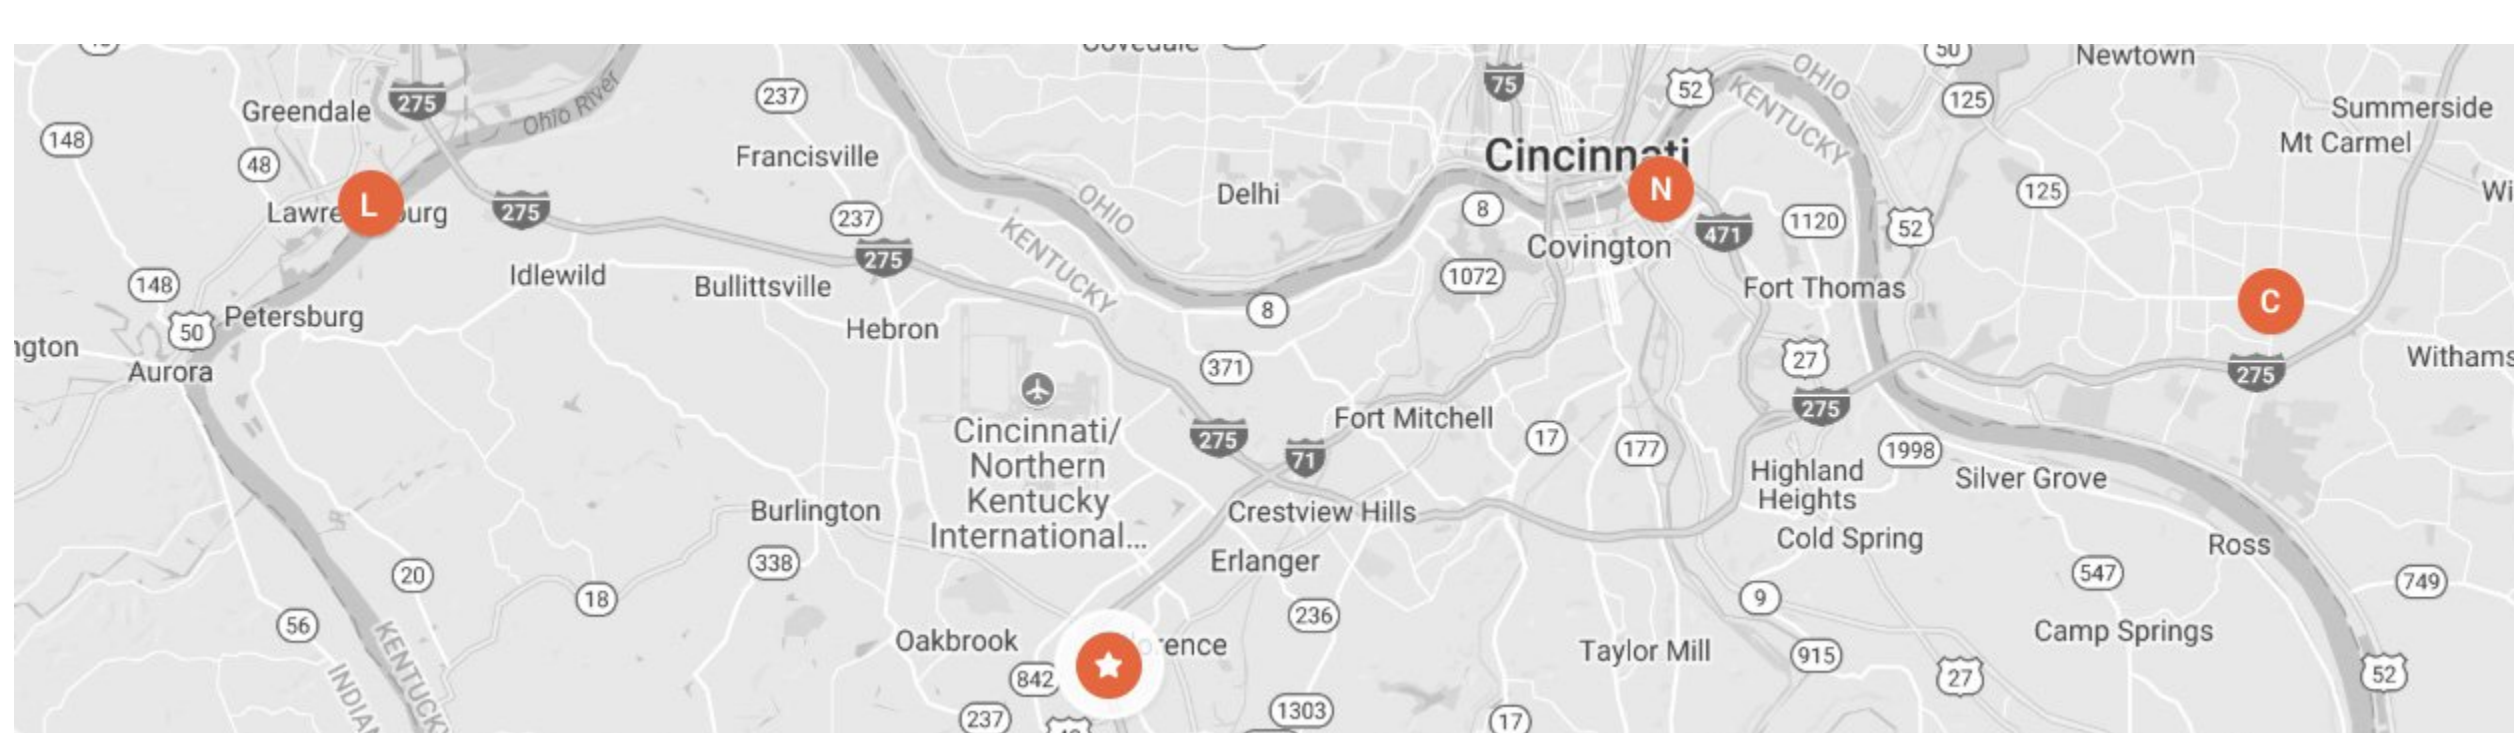 Greendale
275
Ohio River
237
75
52
OHIO
KENTUCKY
50
125
Newtown
Summerside
Mt Carmel
148
48
Francisville
Cincinnati
N
L
275
237
Delhi
8
471
1120
52
125
OHIO
KENTUCKY
Covington
148
Idlewild
Bullittsville
275
1072
Fort Thomas
C
50
Petersburg
Hebron
8
27
Aurora
371
275
275
Cincinnati/
Northern
Kentucky
International...
275
71
Fort Mitchell
17
177
1998
Highland
Heights
Silver Grove
Burlington
Crestview Hills
Cold Spring
Ross
338
Erlanger
20
18
547
749
56
236
9
Oakbrook
Taylor Mill
915
Camp Springs
842
27
52
KENTUCKY
237
1303
17